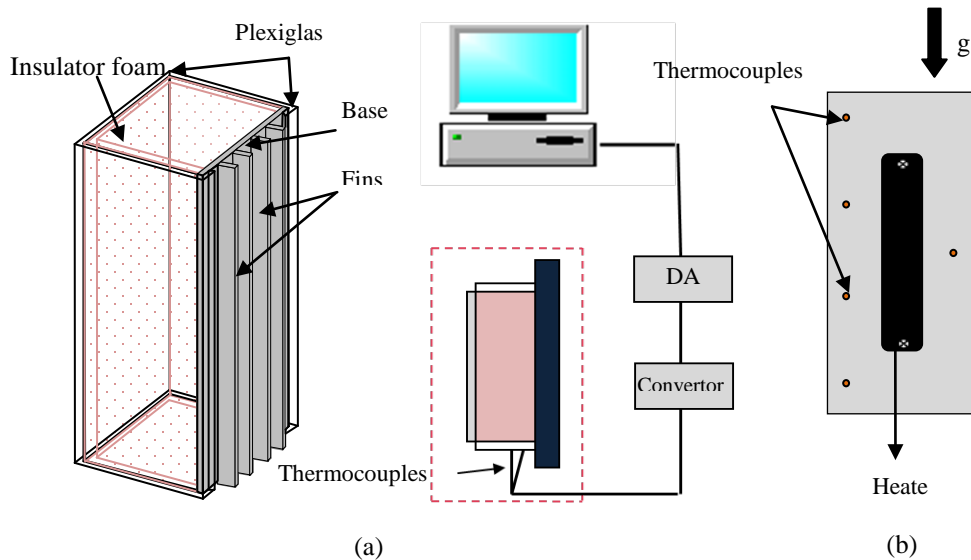 Plexiglas
Insulator foam
Base
Fins
Thermocouples
DA
Convertor
(a)
g
Thermocouples
Heate
(b)